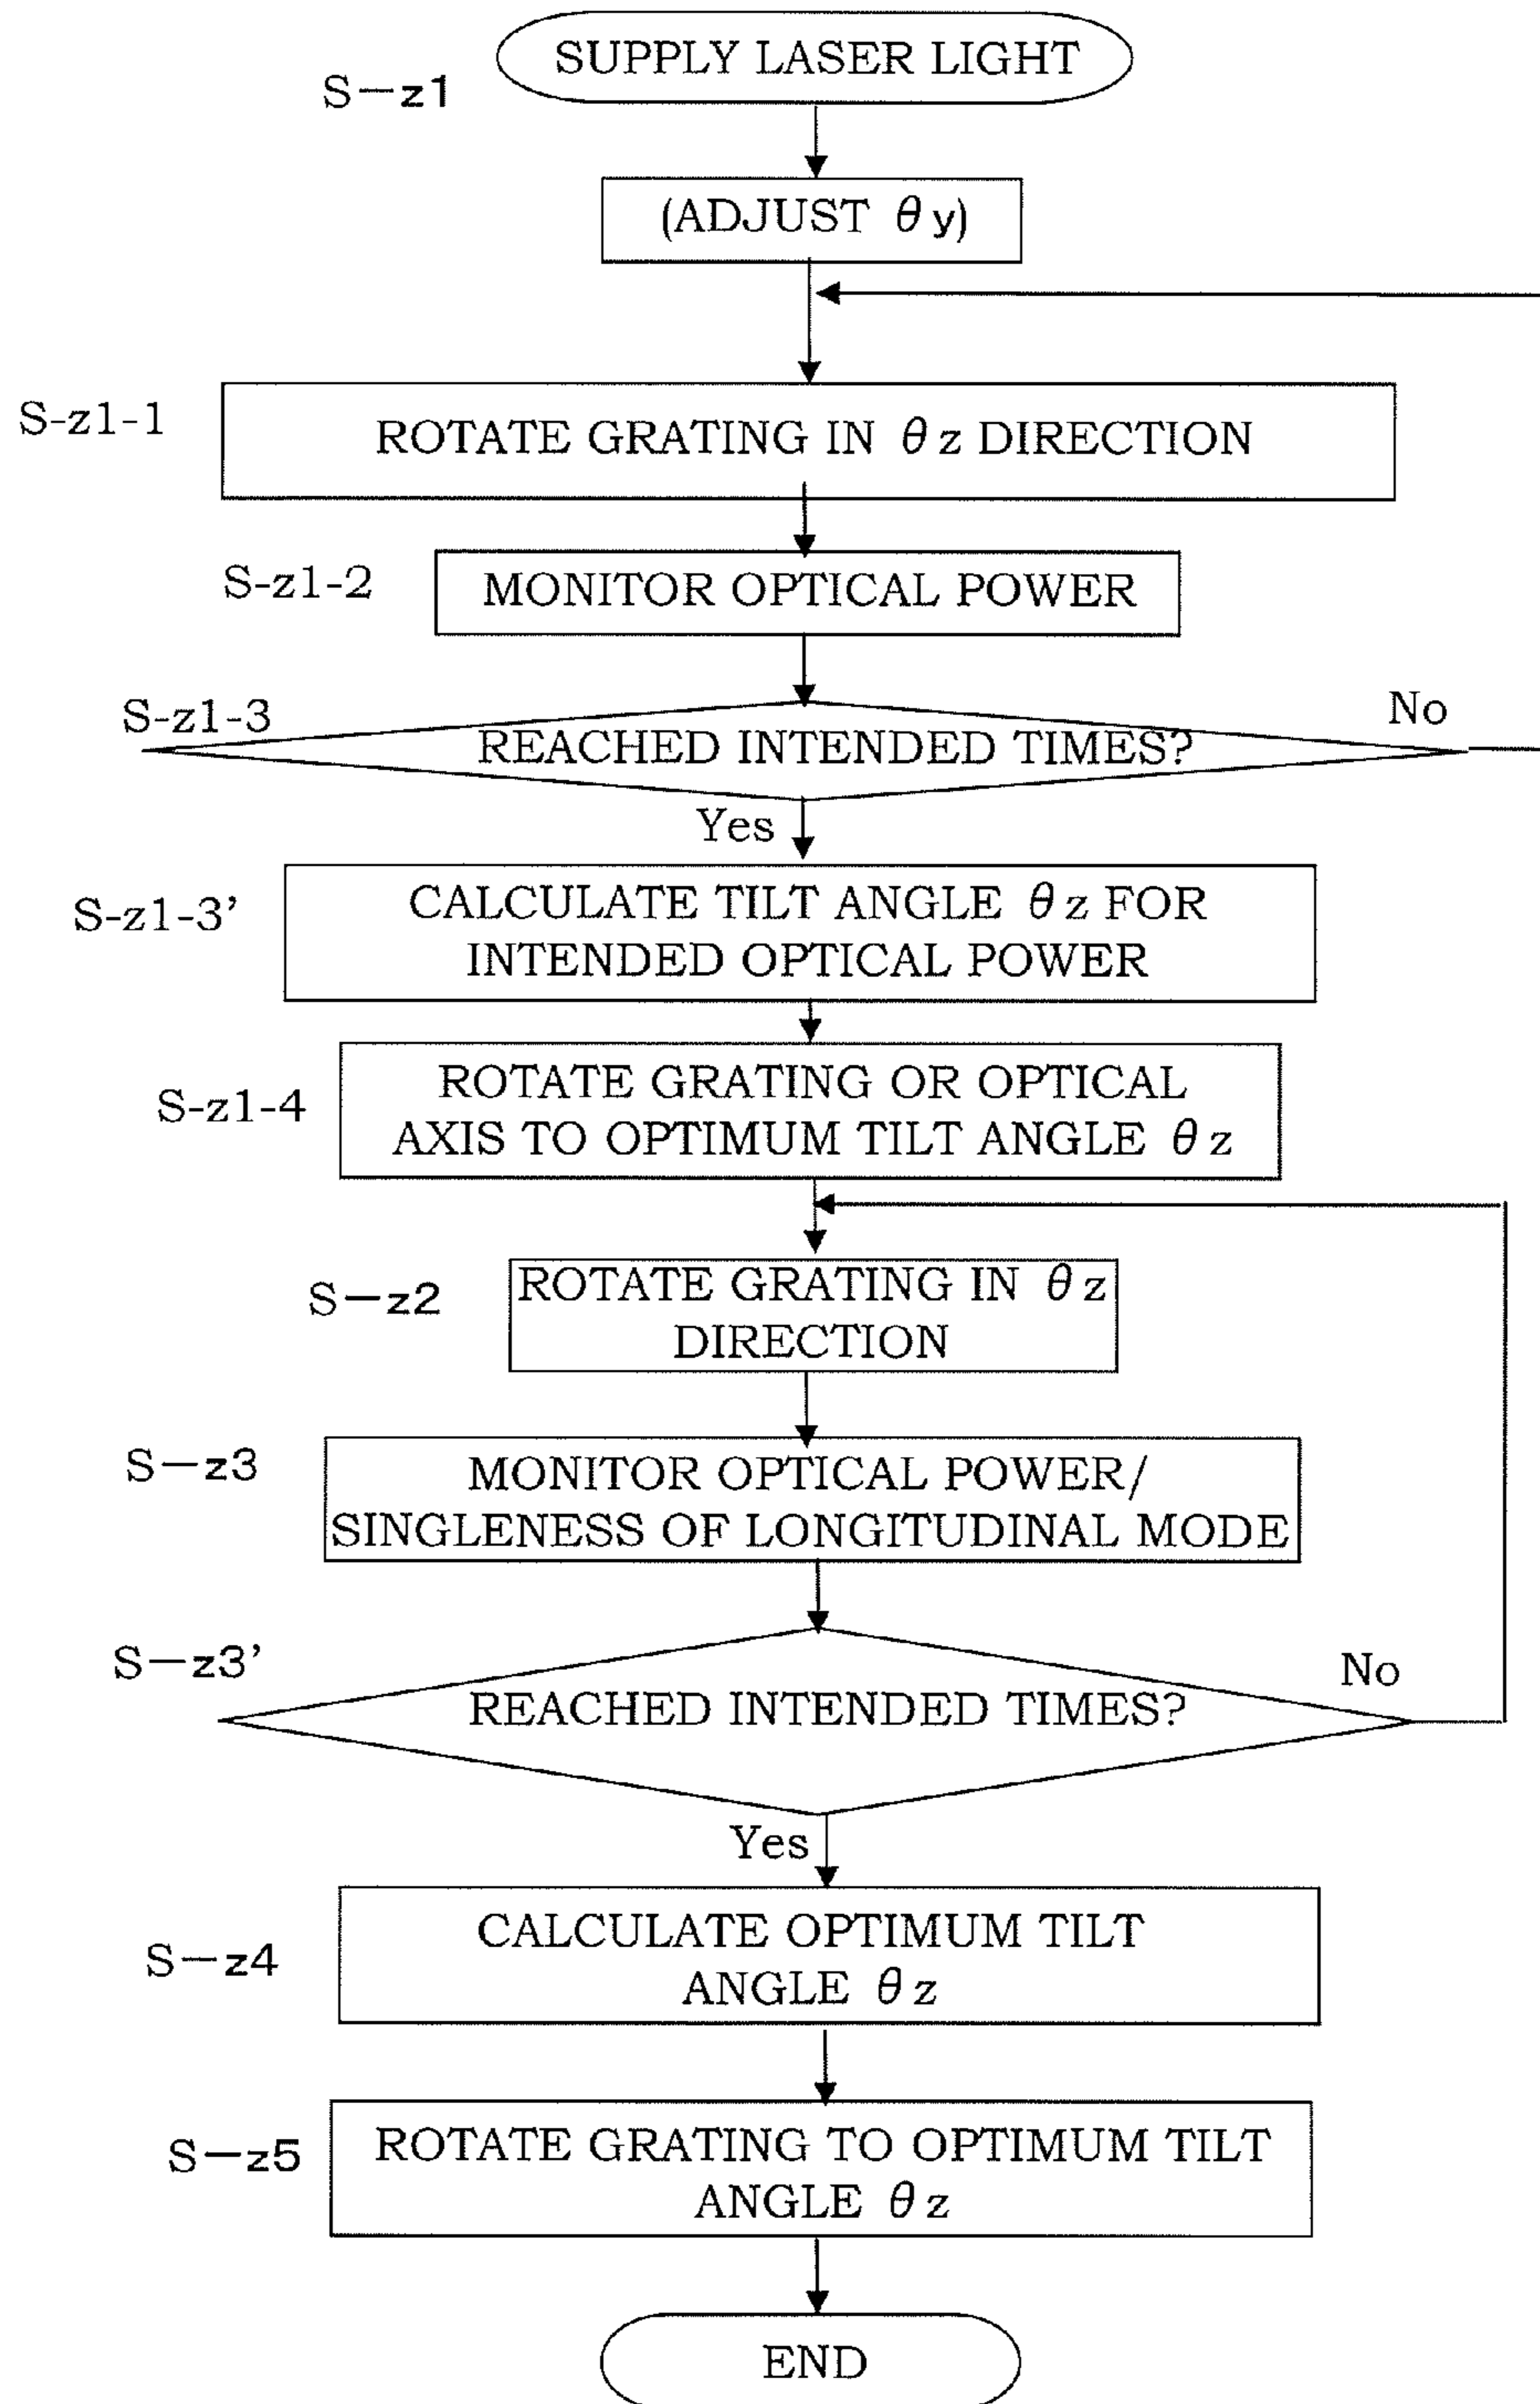 SUPPLY LASER LIGHT
S-z1
(ADJUST θy)
S-z1-1
ROTATE GRATING IN θz DIRECTION
S-z1-2
MONITOR OPTICAL POWER
S-z1-3
No
REACHED INTENDED TIMES?
Yes
S-z1-3'
CALCULATE TILT ANGLE θz FOR
INTENDED OPTICAL POWER
S-z1-4
ROTATE GRATING OR OPTICAL
AXIS TO OPTIMUM TILT ANGLE θz
S-z2
ROTATE GRATING IN θz
DIRECTION
S-z3
MONITOR OPTICAL POWER/
SINGLENESS OF LONGITUDINAL MODE
S-z3'
No
REACHED INTENDED TIMES?
Yes
S-z4
CALCULATE OPTIMUM TILT
ANGLE θz
S-z5
ROTATE GRATING TO OPTIMUM TILT
ANGLE θz
END